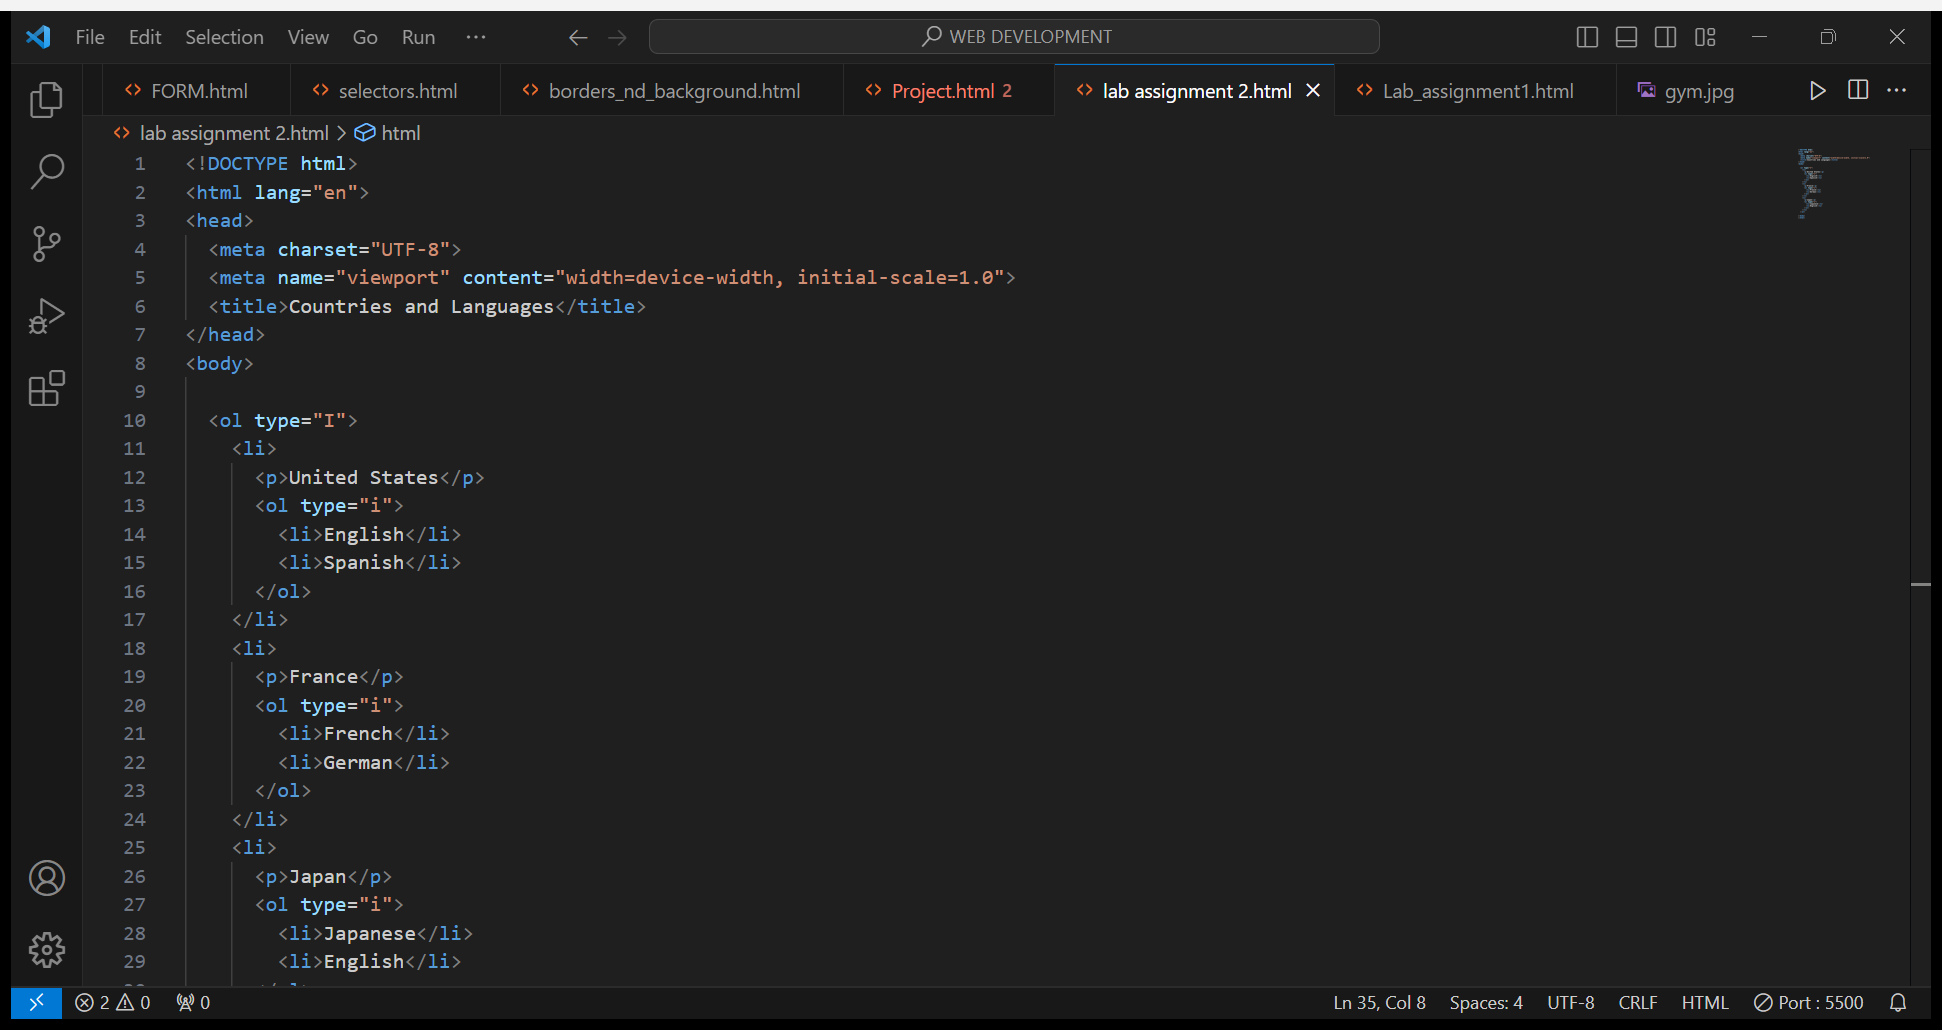 File Edit Selection View Go Run ··· WEB DEVELOPMENT
FORM.html selectors.html borders_nd_background.html Project.html 2 lab assignment 2.html Lab_assignment1.html gym.jpg
lab assignment 2.html > html
1 <!DOCTYPE html>
2 <html lang="en">
3 <head>
4 <meta charset="UTF-8">
5 <meta name="viewport" content="width=device-width, initial-scale=1.0">
6 <title>Countries and Languages</title>
7 </head>
8 <body>
9
10 <ol type="I">
11 <li>
12 <p>United States</p>
13 <ol type="i">
14 <li>English</li>
15 <li>Spanish</li>
16 </ol>
17 </li>
18 <li>
19 <p>France</p>
20 <ol type="i">
21 <li>French</li>
22 <li>German</li>
23 </ol>
24 </li>
25 <li>
26 <p>Japan</p>
27 <ol type="i">
28 <li>Japanese</li>
29 <li>English</li>
2 0 0 Ln 35, Col 8 Spaces: 4 UTF-8 CRLF HTML Port : 5500